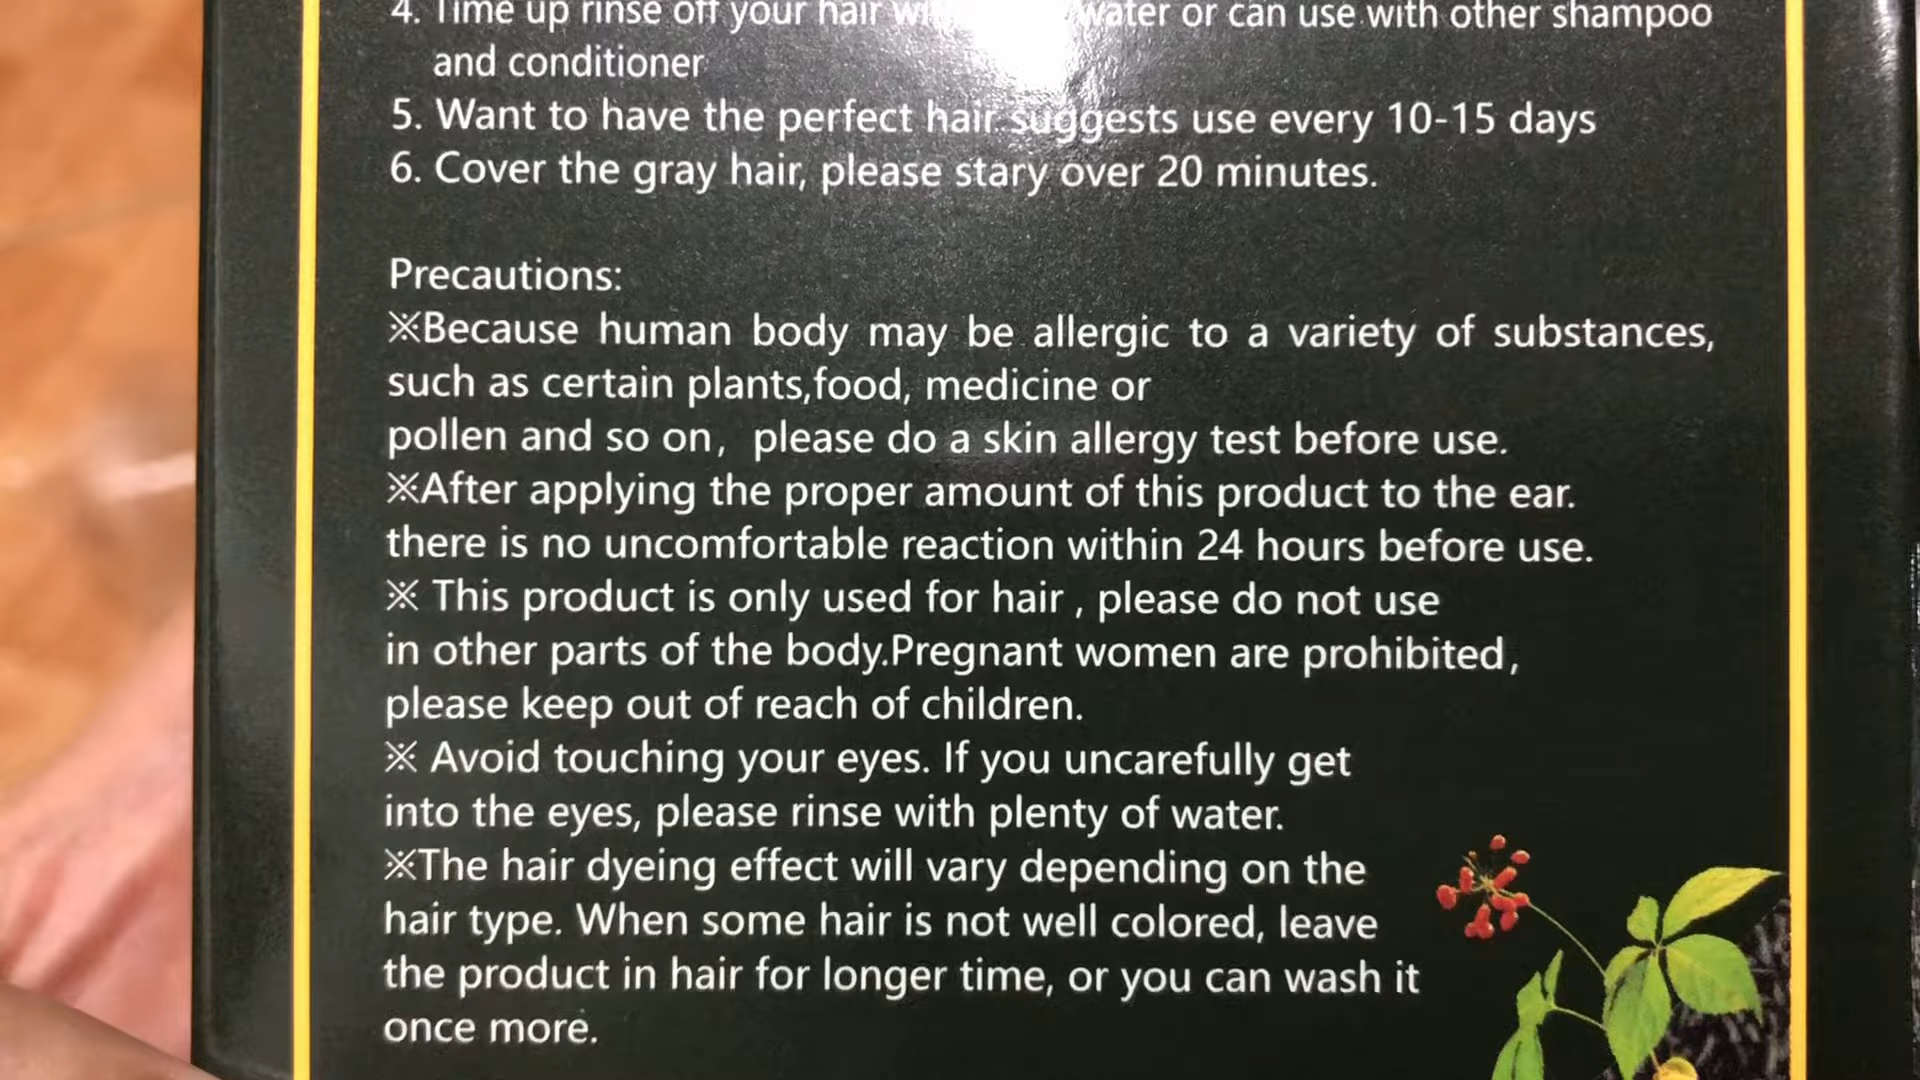 4. Time up rinse off your hair water or can use with other shampoo
and conditioner
5. Want to have the perfect hair suggests use every 10-15 days
6. Cover the gray hair, please stary over 20 minutes.
Precautions:
※Because human body may be allergic to a variety of substances,
such as certain plants,food, medicine or
pollen and so on, please do a skin allergy test before use.
※After applying the proper amount of this product to the ear.
there is no uncomfortable reaction within 24 hours before use.
※ This product is only used for hair , please do not use
in other parts of the body.Pregnant women are prohibited,
please keep out of reach of children.
※ Avoid touching your eyes. If you uncarefully get
into the eyes, please rinse with plenty of water.
※The hair dyeing effect will vary depending on the
hair type. When some hair is not well colored, leave
the product in hair for longer time, or you can wash it
once more.